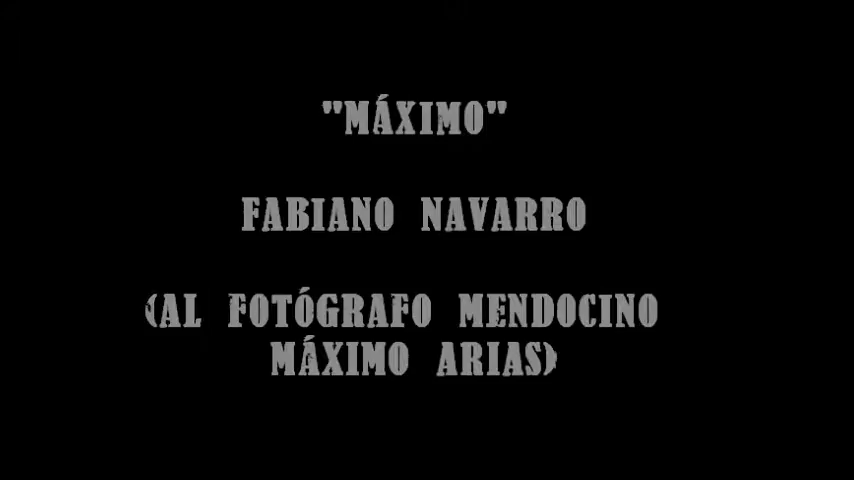 "MÁXIMO"
FABIANO NAVARRO
(AL FOTÓGRAFO MENDOCINO
MÁXIMO ARIAS)